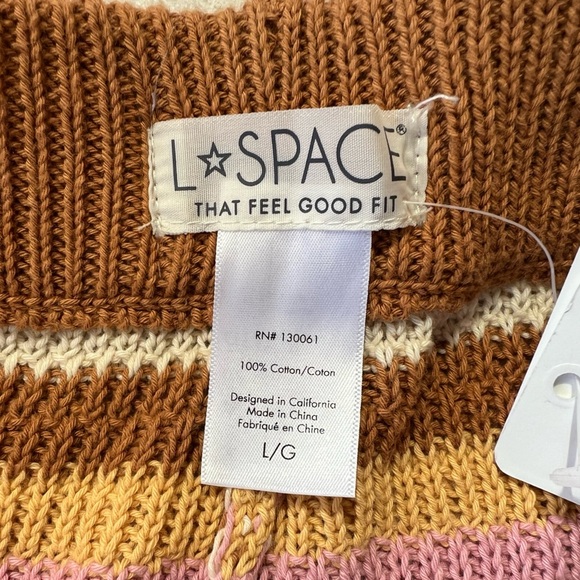 L☆SPACE®
THAT FEEL GOOD FIT
RN# 130061
100% Cotton/Coton
Designed in California
Made in China
Fabriqué en Chine
L/G